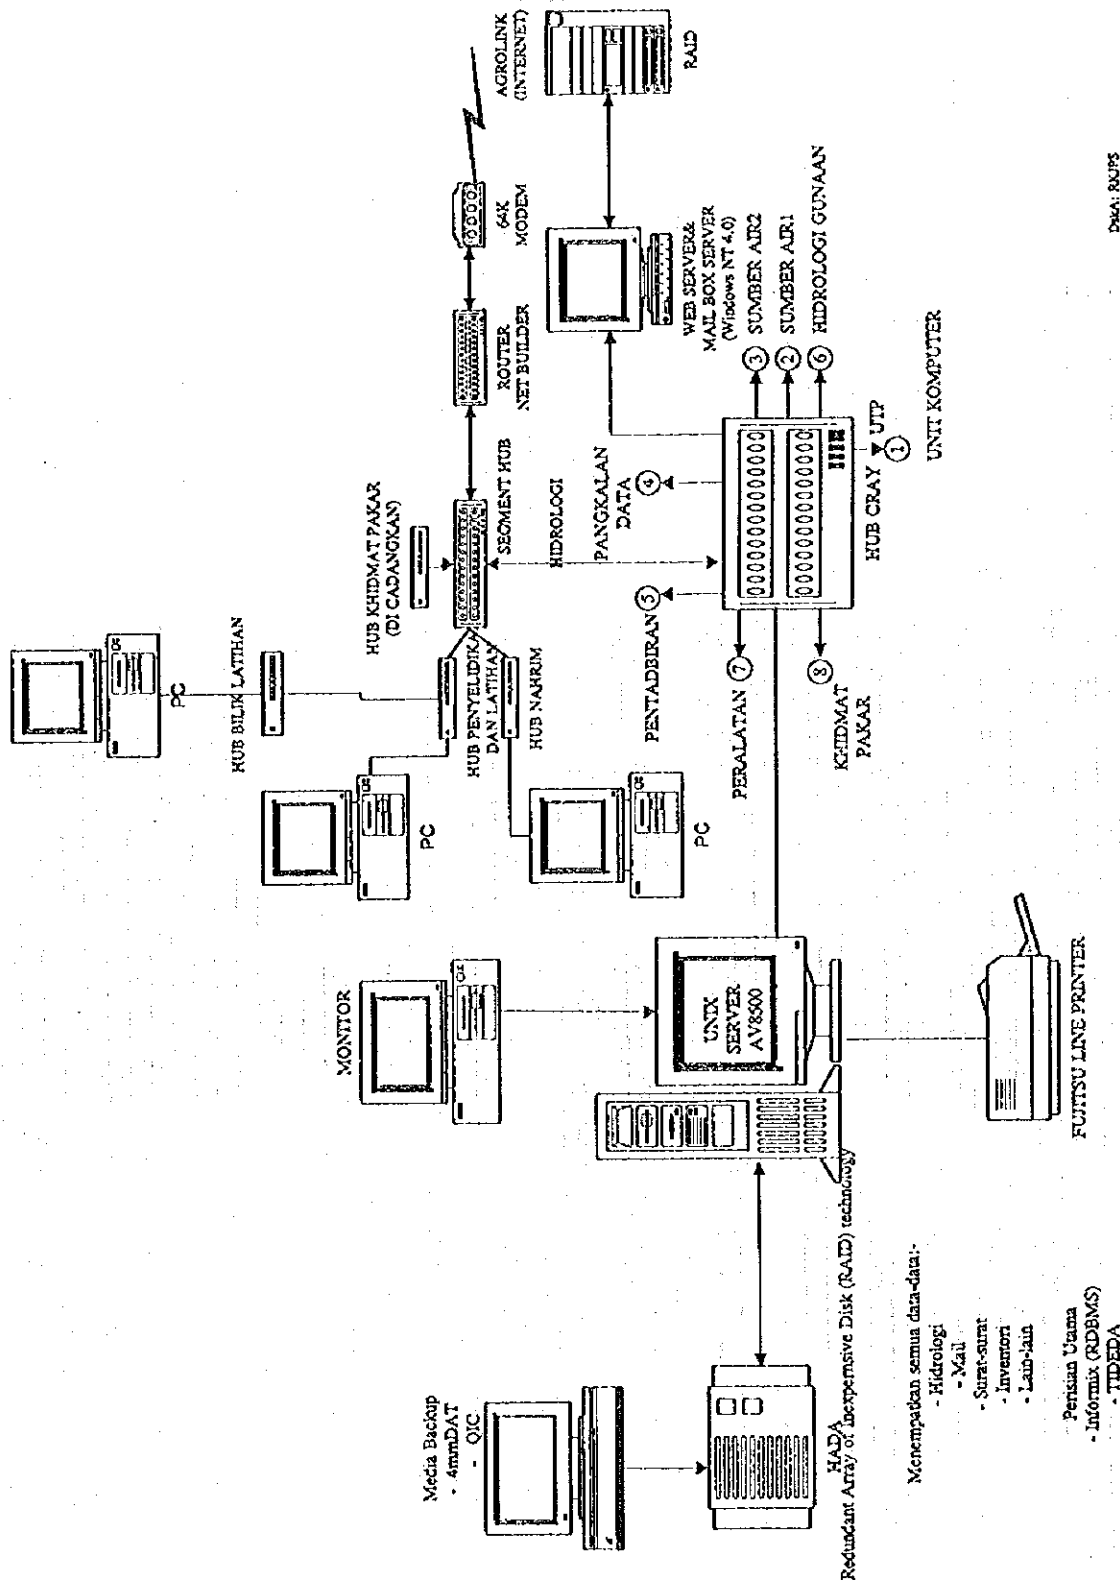 Media Backup
- 4mmDAT
- QIC
HADA
Redundant Array of Inexpensive Disk (RAID) technology
Menempatkan semua data-data:-
- Hidrologi
- Mail
- Surat-surat
- Inventori
- Lain-lain
Perisian Utama
- Informix (RDBMS)
- TIDEDA
MONITOR
UNIX
SERVER
AV8500
FUJITSU LINE PRINTER
PC
PC
PC
HUB BILIK LATIHAN
HUB PENYELIDIKA
DAN LATIHAN
HUB NAHRIM
HUB KHIDMAT PAKAR
(DI CADANGKAN)
SEGMENT HUB
HIDROLOGI
ROUTER
NET BUILDER
64K
MODEM
AGROLINK
(INTERNET)
RAID
WEB SERVER&
MAIL BOX SERVER
(Windows NT 4.0)
PANGKALAN
DATA
4
PENTADBIRAN 5
PERALATAN 7
8
KHIDMAT
PAKAR
3 SUMBER AIR2
2 SUMBER AIR1
6 HIDROLOGI GUNAAN
HUB CRAY
UTP
1
UNIT KOMPUTER